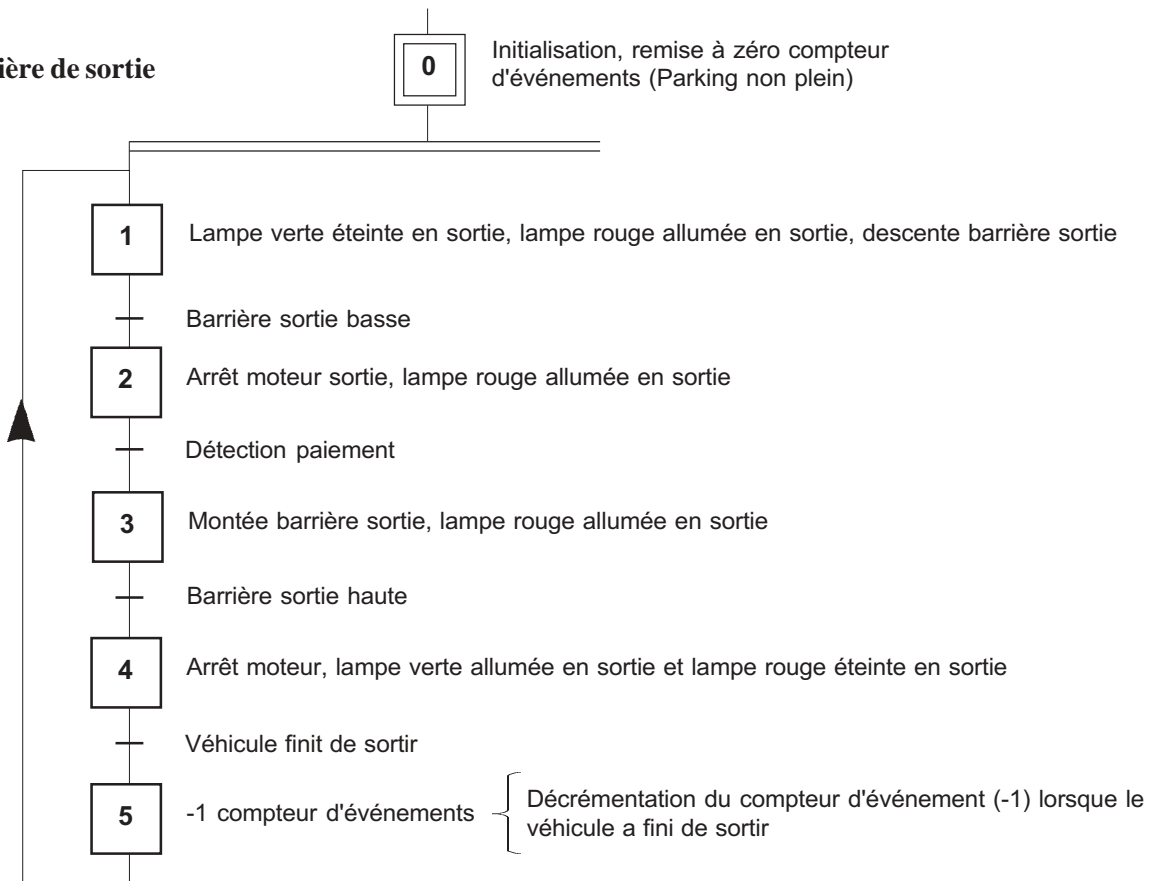 ière de sortie
0
Initialisation, remise à zéro compteur
d'événements (Parking non plein)
1
Lampe verte éteinte en sortie, lampe rouge allumée en sortie, descente barrière sortie
Barrière sortie basse
2
Arrêt moteur sortie, lampe rouge allumée en sortie
Détection paiement
3
Montée barrière sortie, lampe rouge allumée en sortie
Barrière sortie haute
4
Arrêt moteur, lampe verte allumée en sortie et lampe rouge éteinte en sortie
Véhicule finit de sortir
5
-1 compteur d'événements
Décrémentation du compteur d'événement (-1) lorsque le
véhicule a fini de sortir